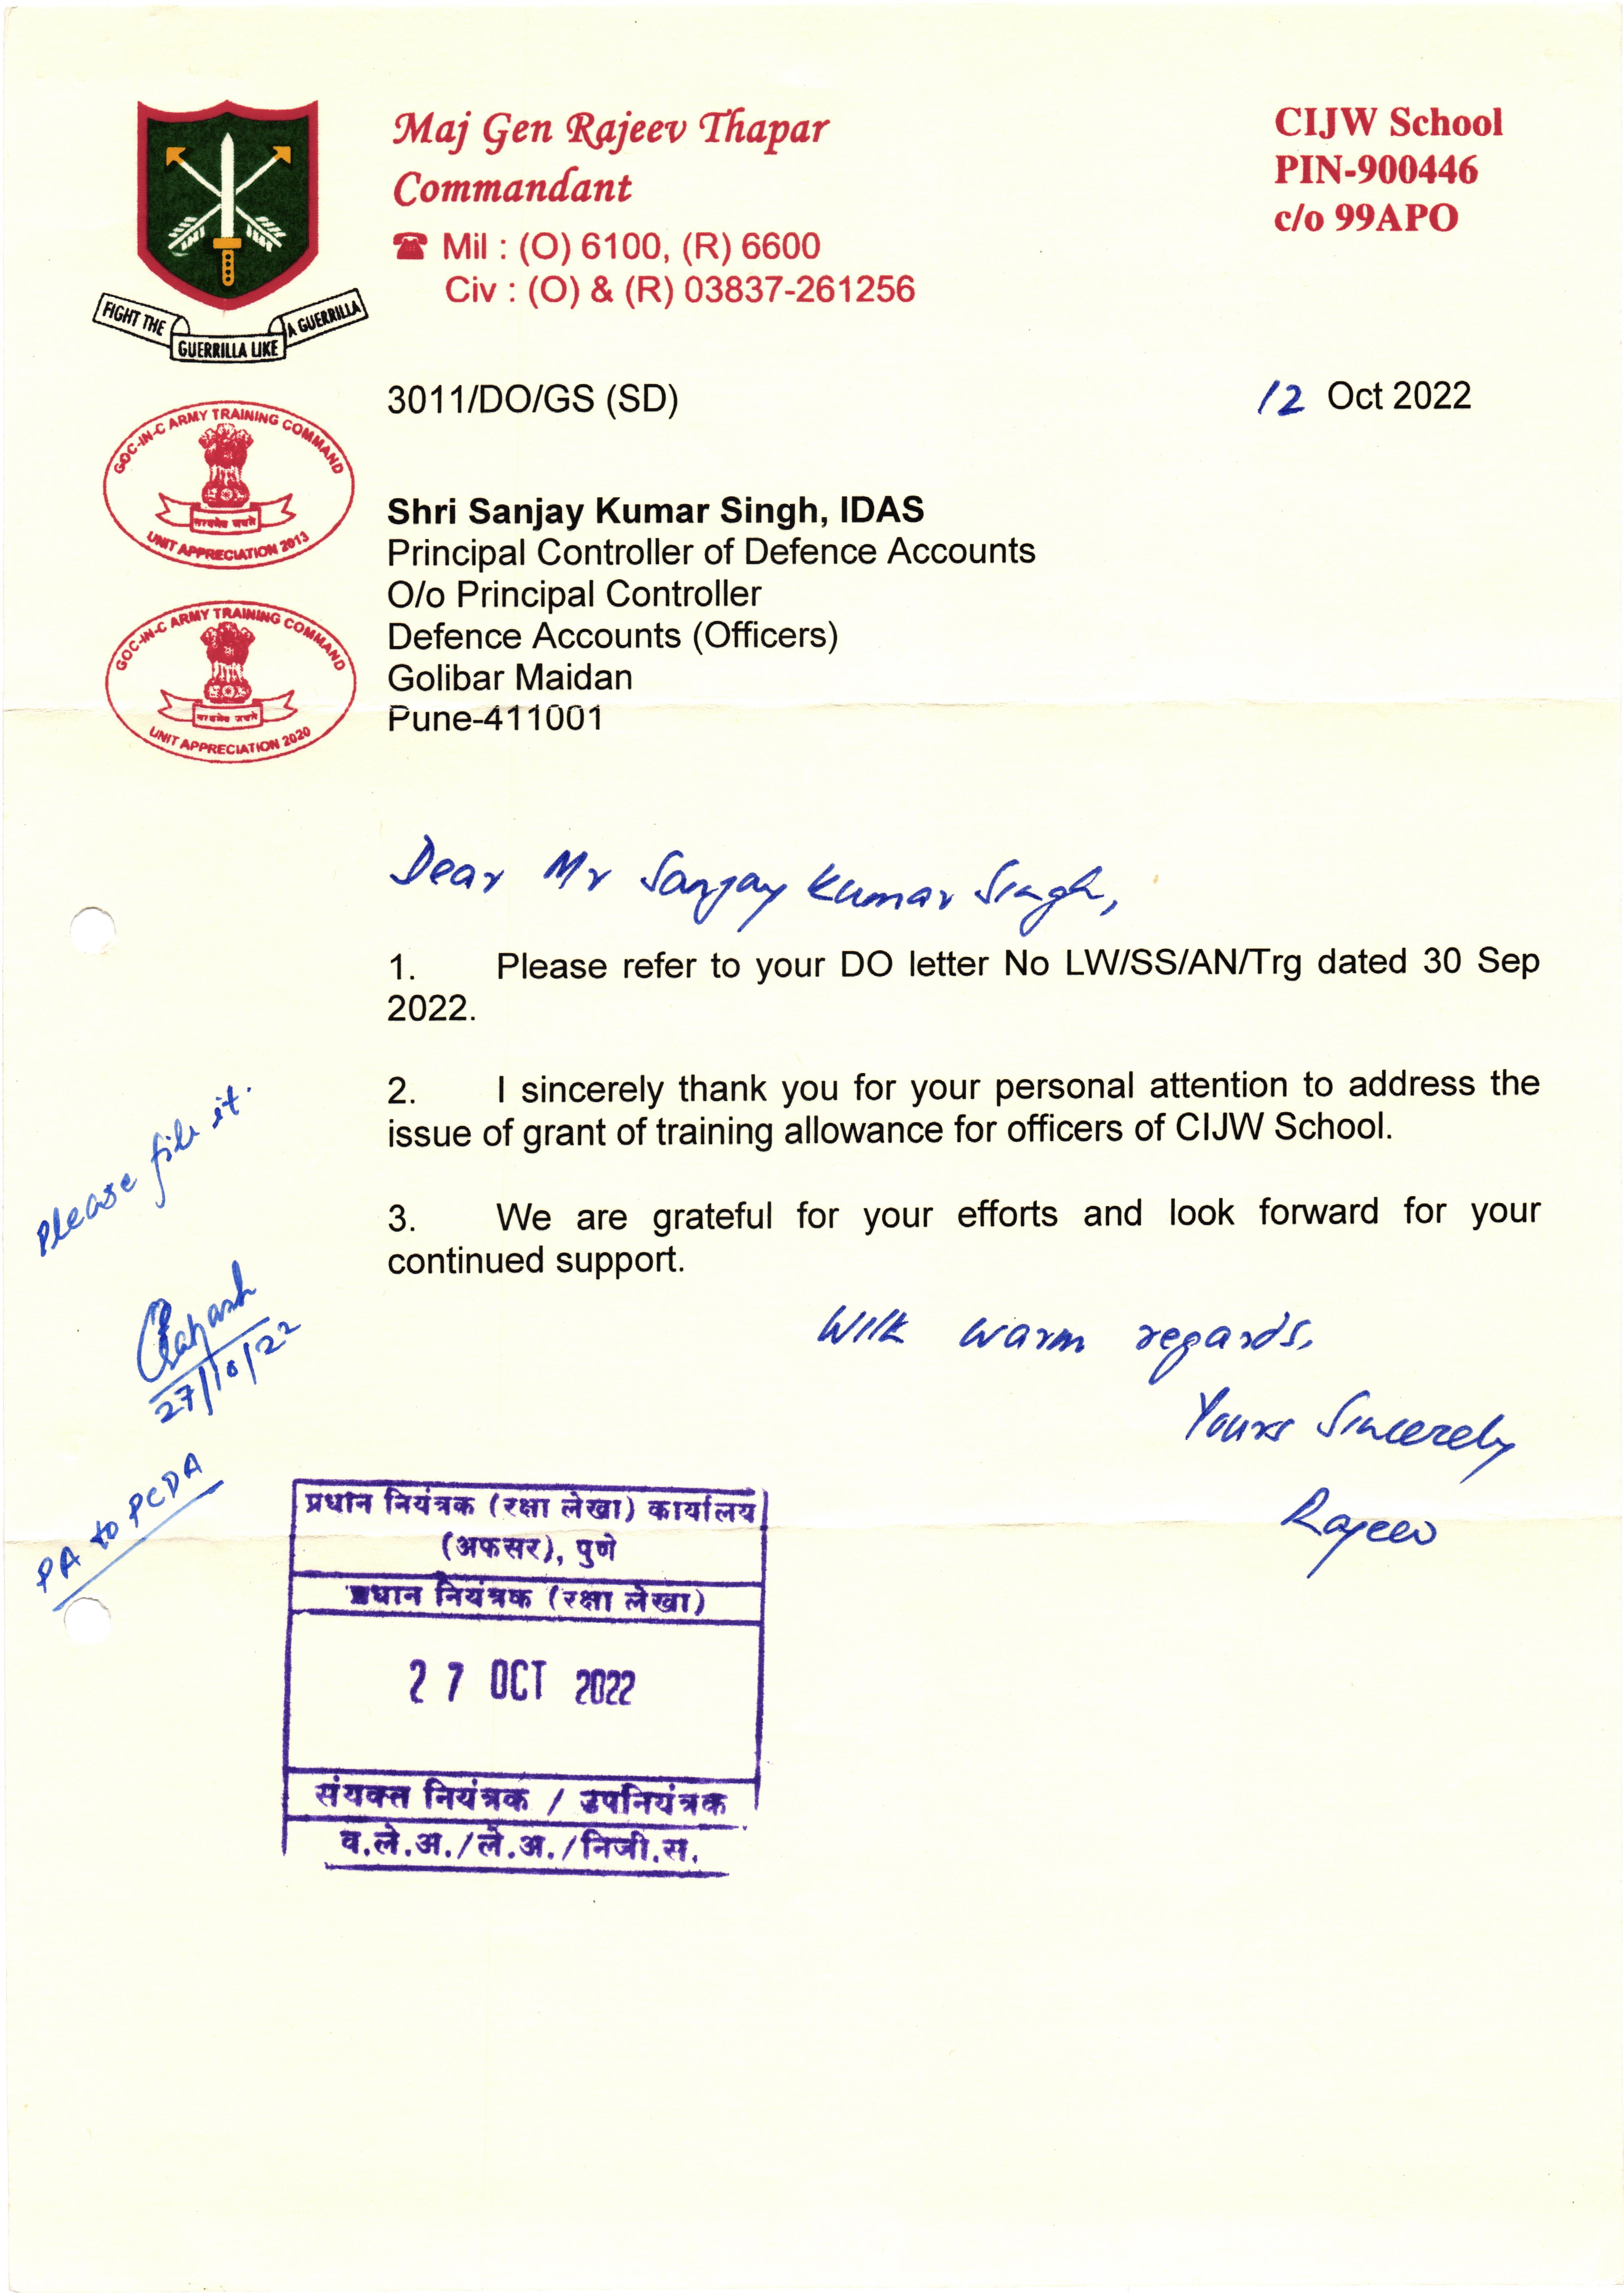 Maj Gen Rajeev Thapar
Commandant
☎ Mil : (O) 6100, (R) 6600
Civ : (O) & (R) 03837-261256
CIJW School
PIN-900446
c/o 99APO
FIGHT THE GUERRILLA LIKE A GUERRILLA
3011/DO/GS (SD)
12 Oct 2022
GOC-IN-C ARMY TRAINING COMMAND
सत्यमेव जयते
UNIT APPRECIATION 2013
GOC-IN-C ARMY TRAINING COMMAND
सत्यमेव जयते
UNIT APPRECIATION 2020
Shri Sanjay Kumar Singh, IDAS
Principal Controller of Defence Accounts
O/o Principal Controller
Defence Accounts (Officers)
Golibar Maidan
Pune-411001
Dear Mr Sanjay Kumar Singh,
1. Please refer to your DO letter No LW/SS/AN/Trg dated 30 Sep
2022.
2. I sincerely thank you for your personal attention to address the
issue of grant of training allowance for officers of CIJW School.
3. We are grateful for your efforts and look forward for your
continued support.
With warm regards,
Yours Sincerely
Rajeev
Please file it.
27/10/22
PA to PCDA
प्रधान नियंत्रक (रक्षा लेखा) कार्यालय
(अफसर), पुणे
प्रधान नियंत्रक (रक्षा लेखा)
27 OCT 2022
संयक्त नियंत्रक / उपनियंत्रक
व.ले.अ./ले.अ./निजी.स.